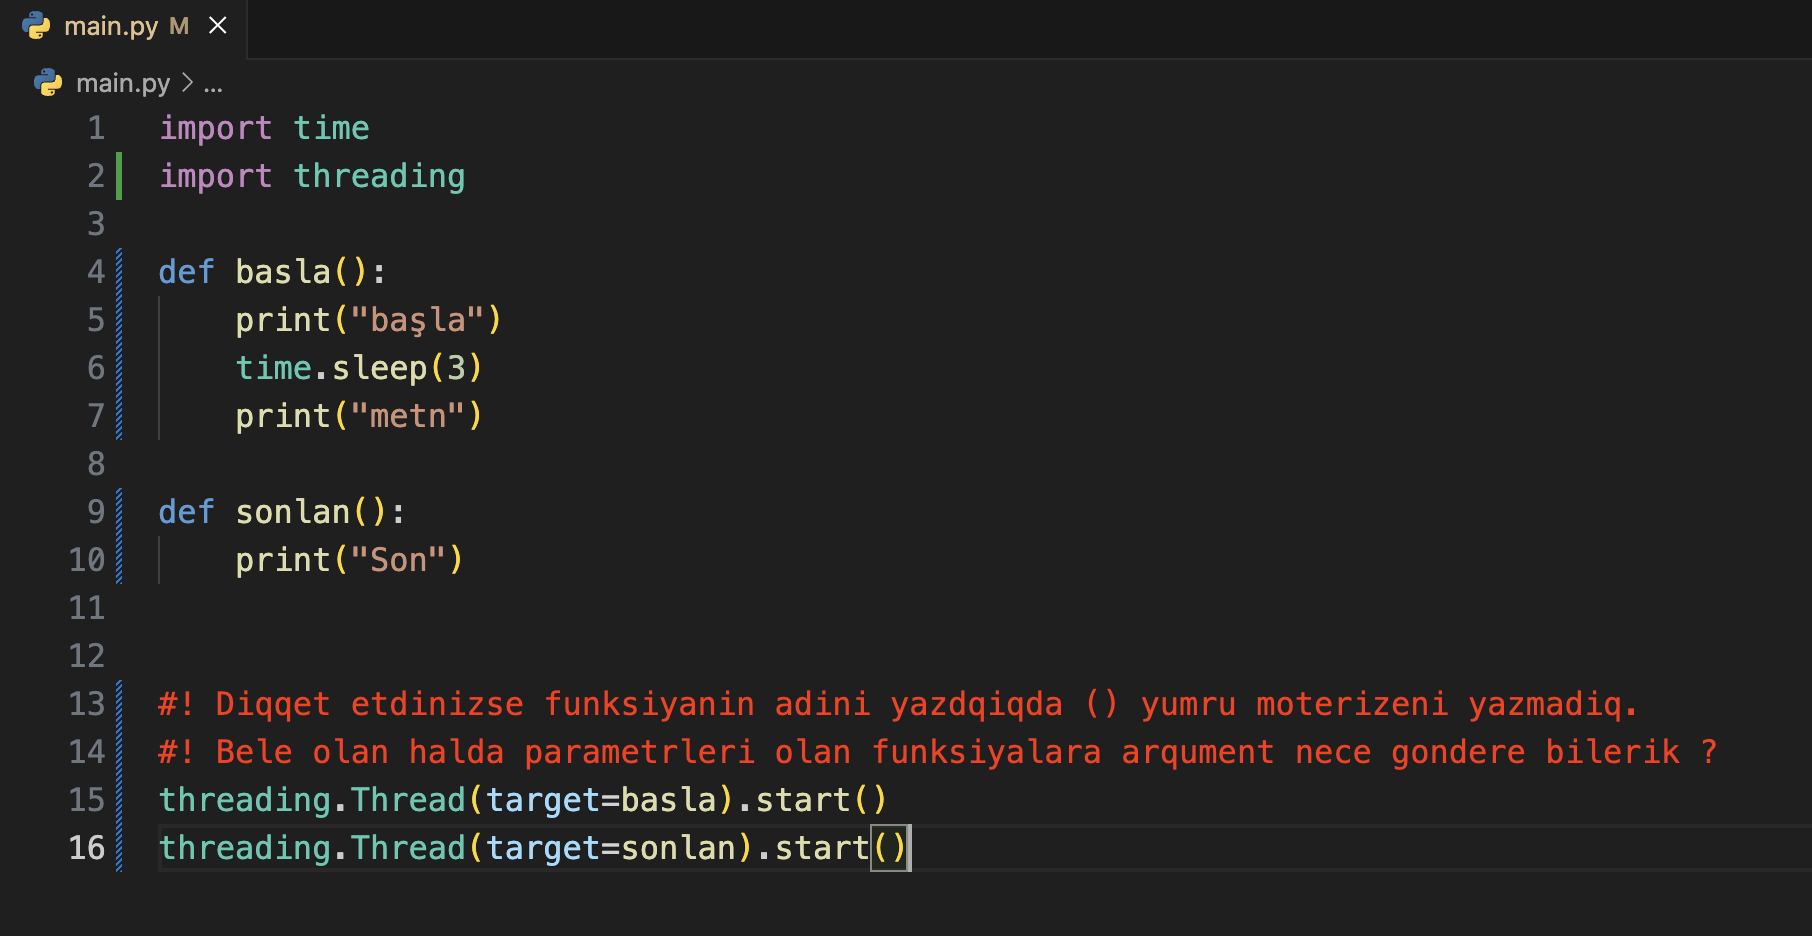 main.py M
main.py > ...
1 import time
2 import threading
3
4 def basla():
5     print("başla")
6     time.sleep(3)
7     print("metn")
8
9 def sonlan():
10     print("Son")
11
12
13 #! Diqqet etdinizse funksiyanin adini yazdqiqda () yumru moterizeni yazmadiq.
14 #! Bele olan halda parametrleri olan funksiyalara arqument nece gondere bilerik ?
15 threading.Thread(target=basla).start()
16 threading.Thread(target=sonlan).start()